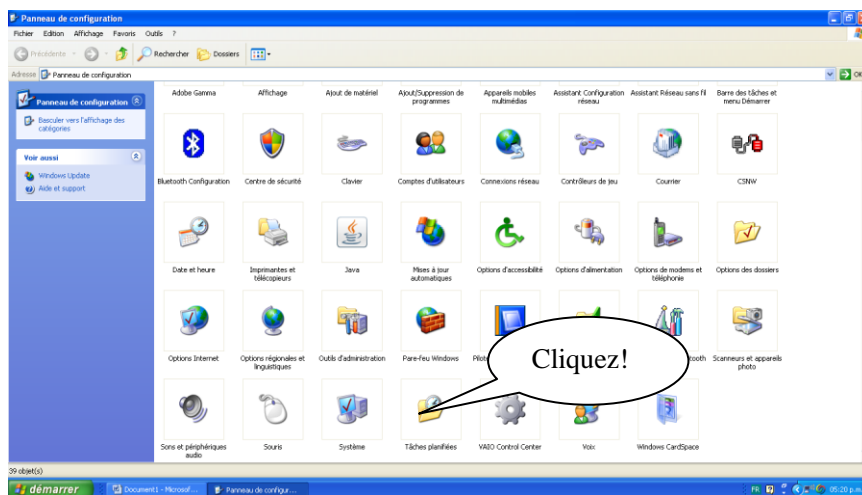 Panneau de configuration
Fichier Edition Affichage Favoris Outils ?
Précédente Rechercher Dossiers
Adresse Panneau de configuration OK
Panneau de configuration
Basculer vers l'affichage des
catégories
Voir aussi
Windows Update
Aide et support
Adobe Gamma Affichage Ajout de matériel Ajout/Suppression de programmes Appareils mobiles multimédias Assistant Configuration réseau Assistant Réseau sans fil Barre des tâches et menu Démarrer
Bluetooth Configuration Centre de sécurité Clavier Comptes d'utilisateurs Connexions réseau Contrôleurs de jeu Courrier CSNW
Date et heure Imprimantes et télécopieurs Java Mises à jour automatiques Options d'accessibilité Options d'alimentation Options de modems et téléphonie Options des dossiers
Options Internet Options régionales et linguistiques Outils d'administration Pare-feu Windows Scanneurs et appareils photo
Cliquez!
Sons et périphériques audio Souris Système Tâches planifiées VAIO Control Center Voix Windows CardSpace
39 objet(s)
démarrer Document1 - Microsof... Panneau de configur... FR 05:20 p.m.